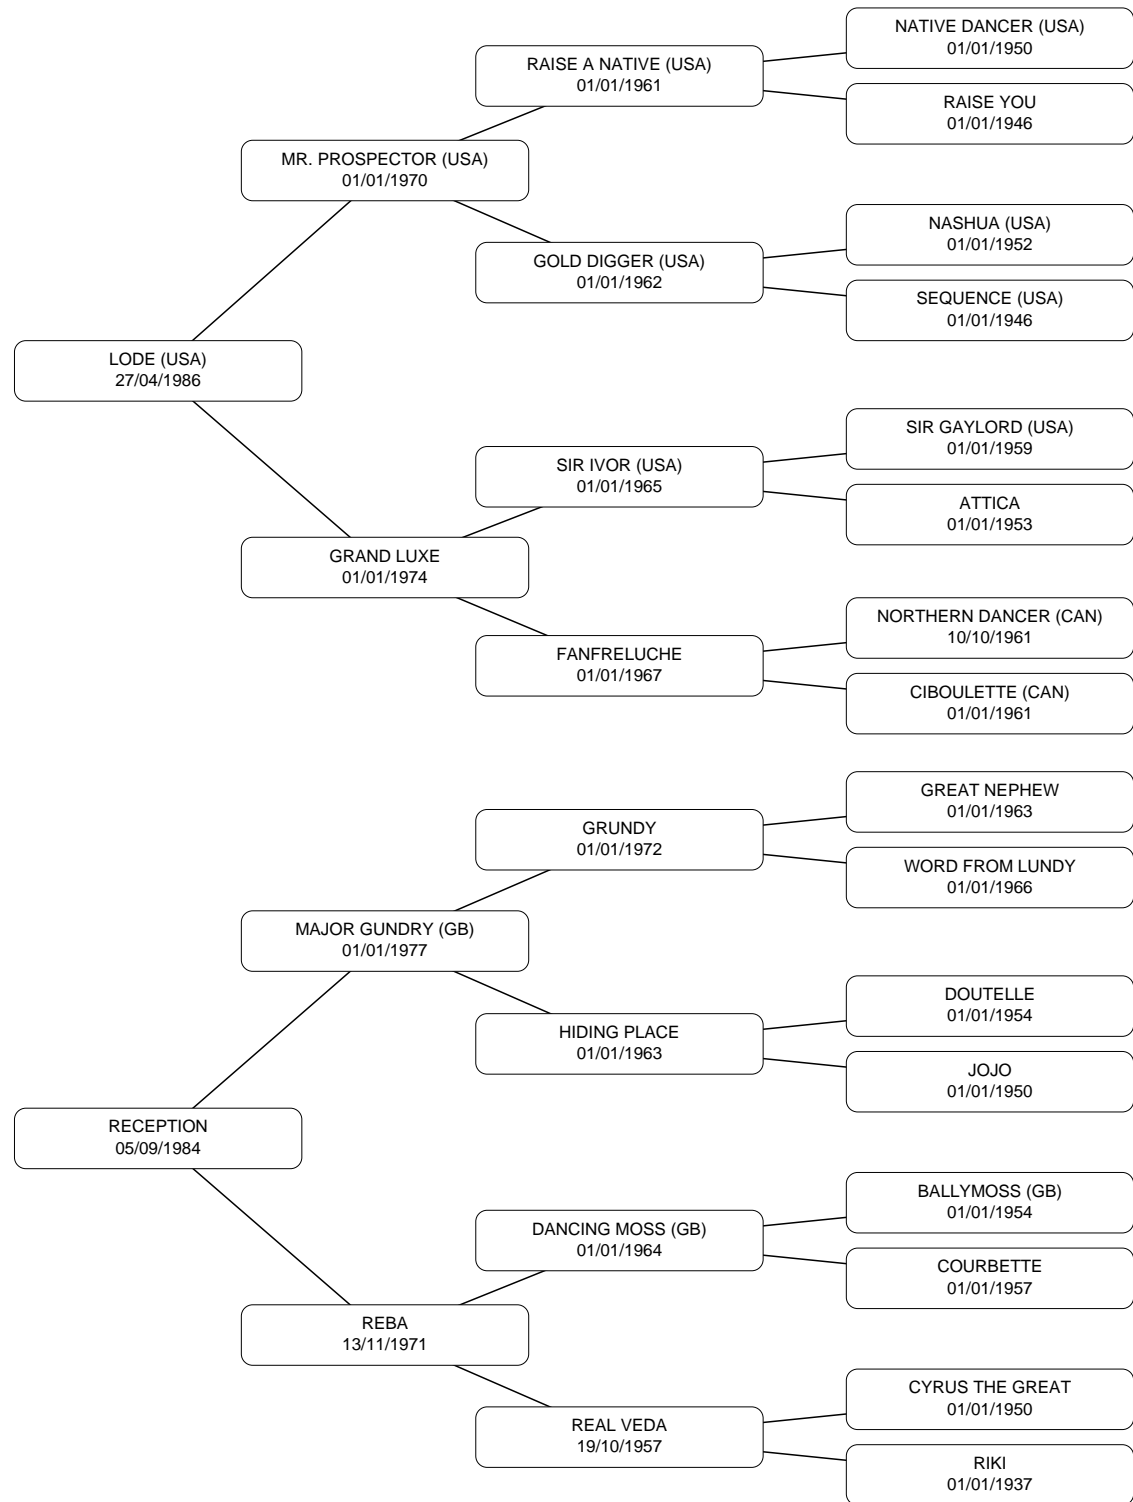 NATIVE DANCER (USA)
01/01/1950
RAISE A NATIVE (USA)
01/01/1961
RAISE YOU
01/01/1946
MR. PROSPECTOR (USA)
01/01/1970
NASHUA (USA)
01/01/1952
GOLD DIGGER (USA)
01/01/1962
SEQUENCE (USA)
01/01/1946
LODE (USA)
27/04/1986
SIR GAYLORD (USA)
01/01/1959
SIR IVOR (USA)
01/01/1965
ATTICA
01/01/1953
GRAND LUXE
01/01/1974
NORTHERN DANCER (CAN)
10/10/1961
FANFRELUCHE
01/01/1967
CIBOULETTE (CAN)
01/01/1961
GREAT NEPHEW
01/01/1963
GRUNDY
01/01/1972
WORD FROM LUNDY
01/01/1966
MAJOR GUNDRY (GB)
01/01/1977
DOUTELLE
01/01/1954
HIDING PLACE
01/01/1963
JOJO
01/01/1950
RECEPTION
05/09/1984
BALLYMOSS (GB)
01/01/1954
DANCING MOSS (GB)
01/01/1964
COURBETTE
01/01/1957
REBA
13/11/1971
CYRUS THE GREAT
01/01/1950
REAL VEDA
19/10/1957
RIKI
01/01/1937